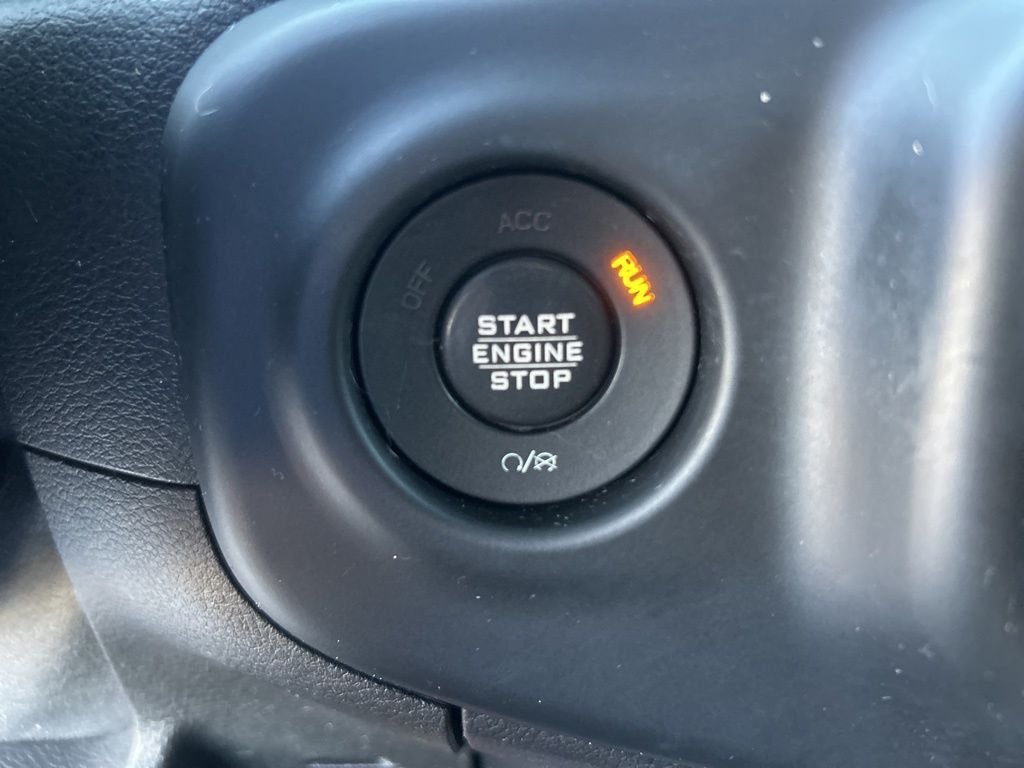 ACC
OFF
RUN
START
ENGINE
STOP